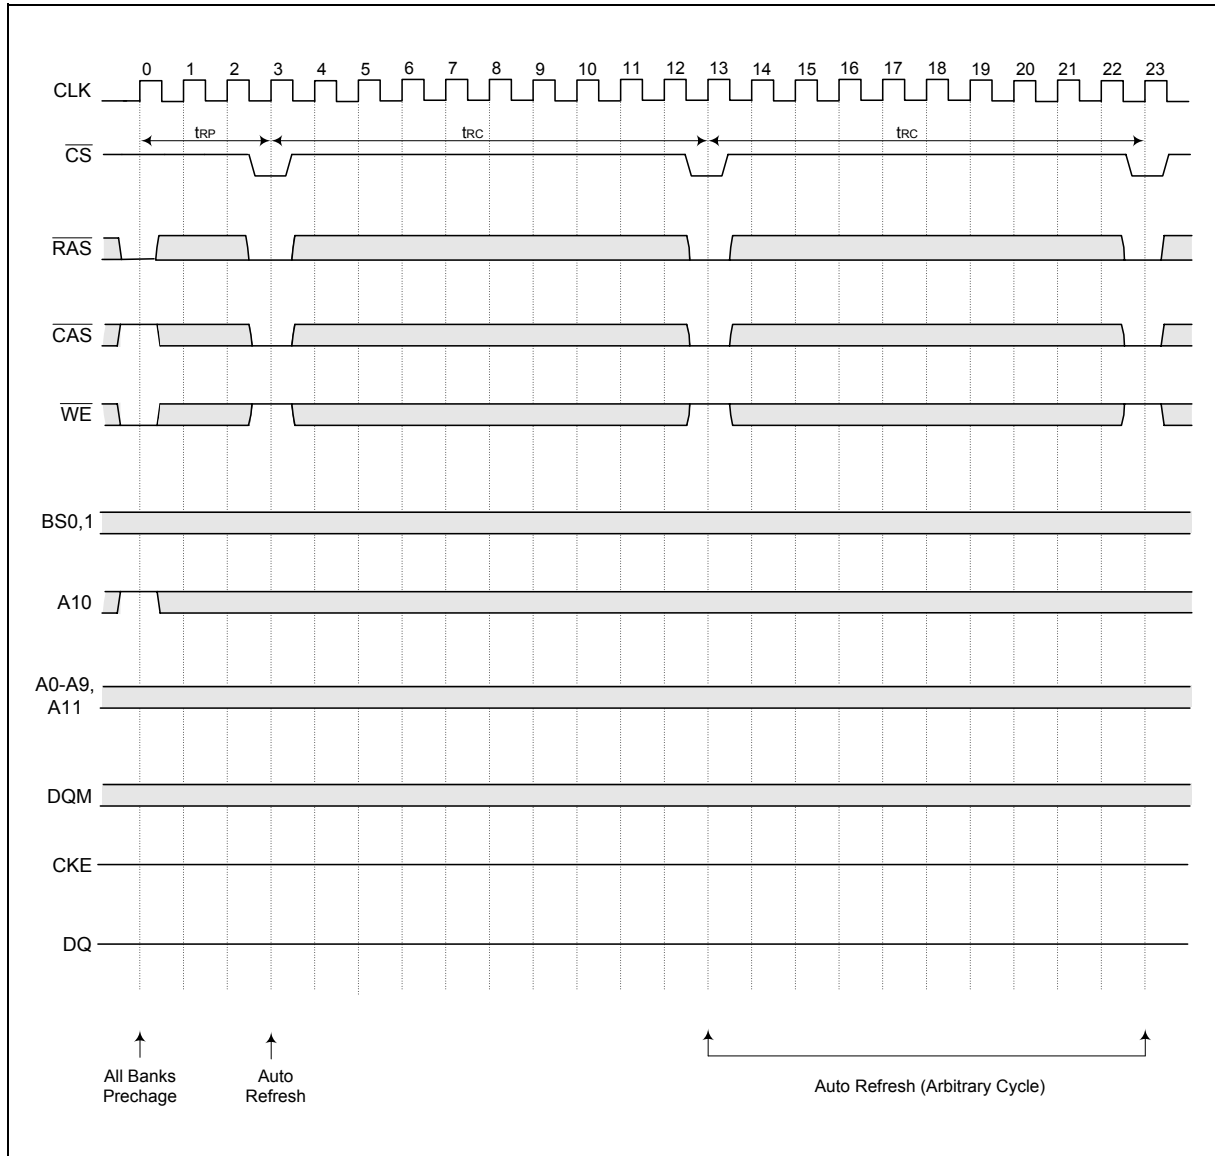 0 1 2 3 4 5 6 7 8 9 10 11 12 13 14 15 16 17 18 19 20 21 22 23
CLK
tRP tRC tRC
CS
RAS
CAS
WE
BS0,1
A10
A0-A9,
A11
DQM
CKE
DQ
All Banks
Prechage
Auto
Refresh
Auto Refresh (Arbitrary Cycle)